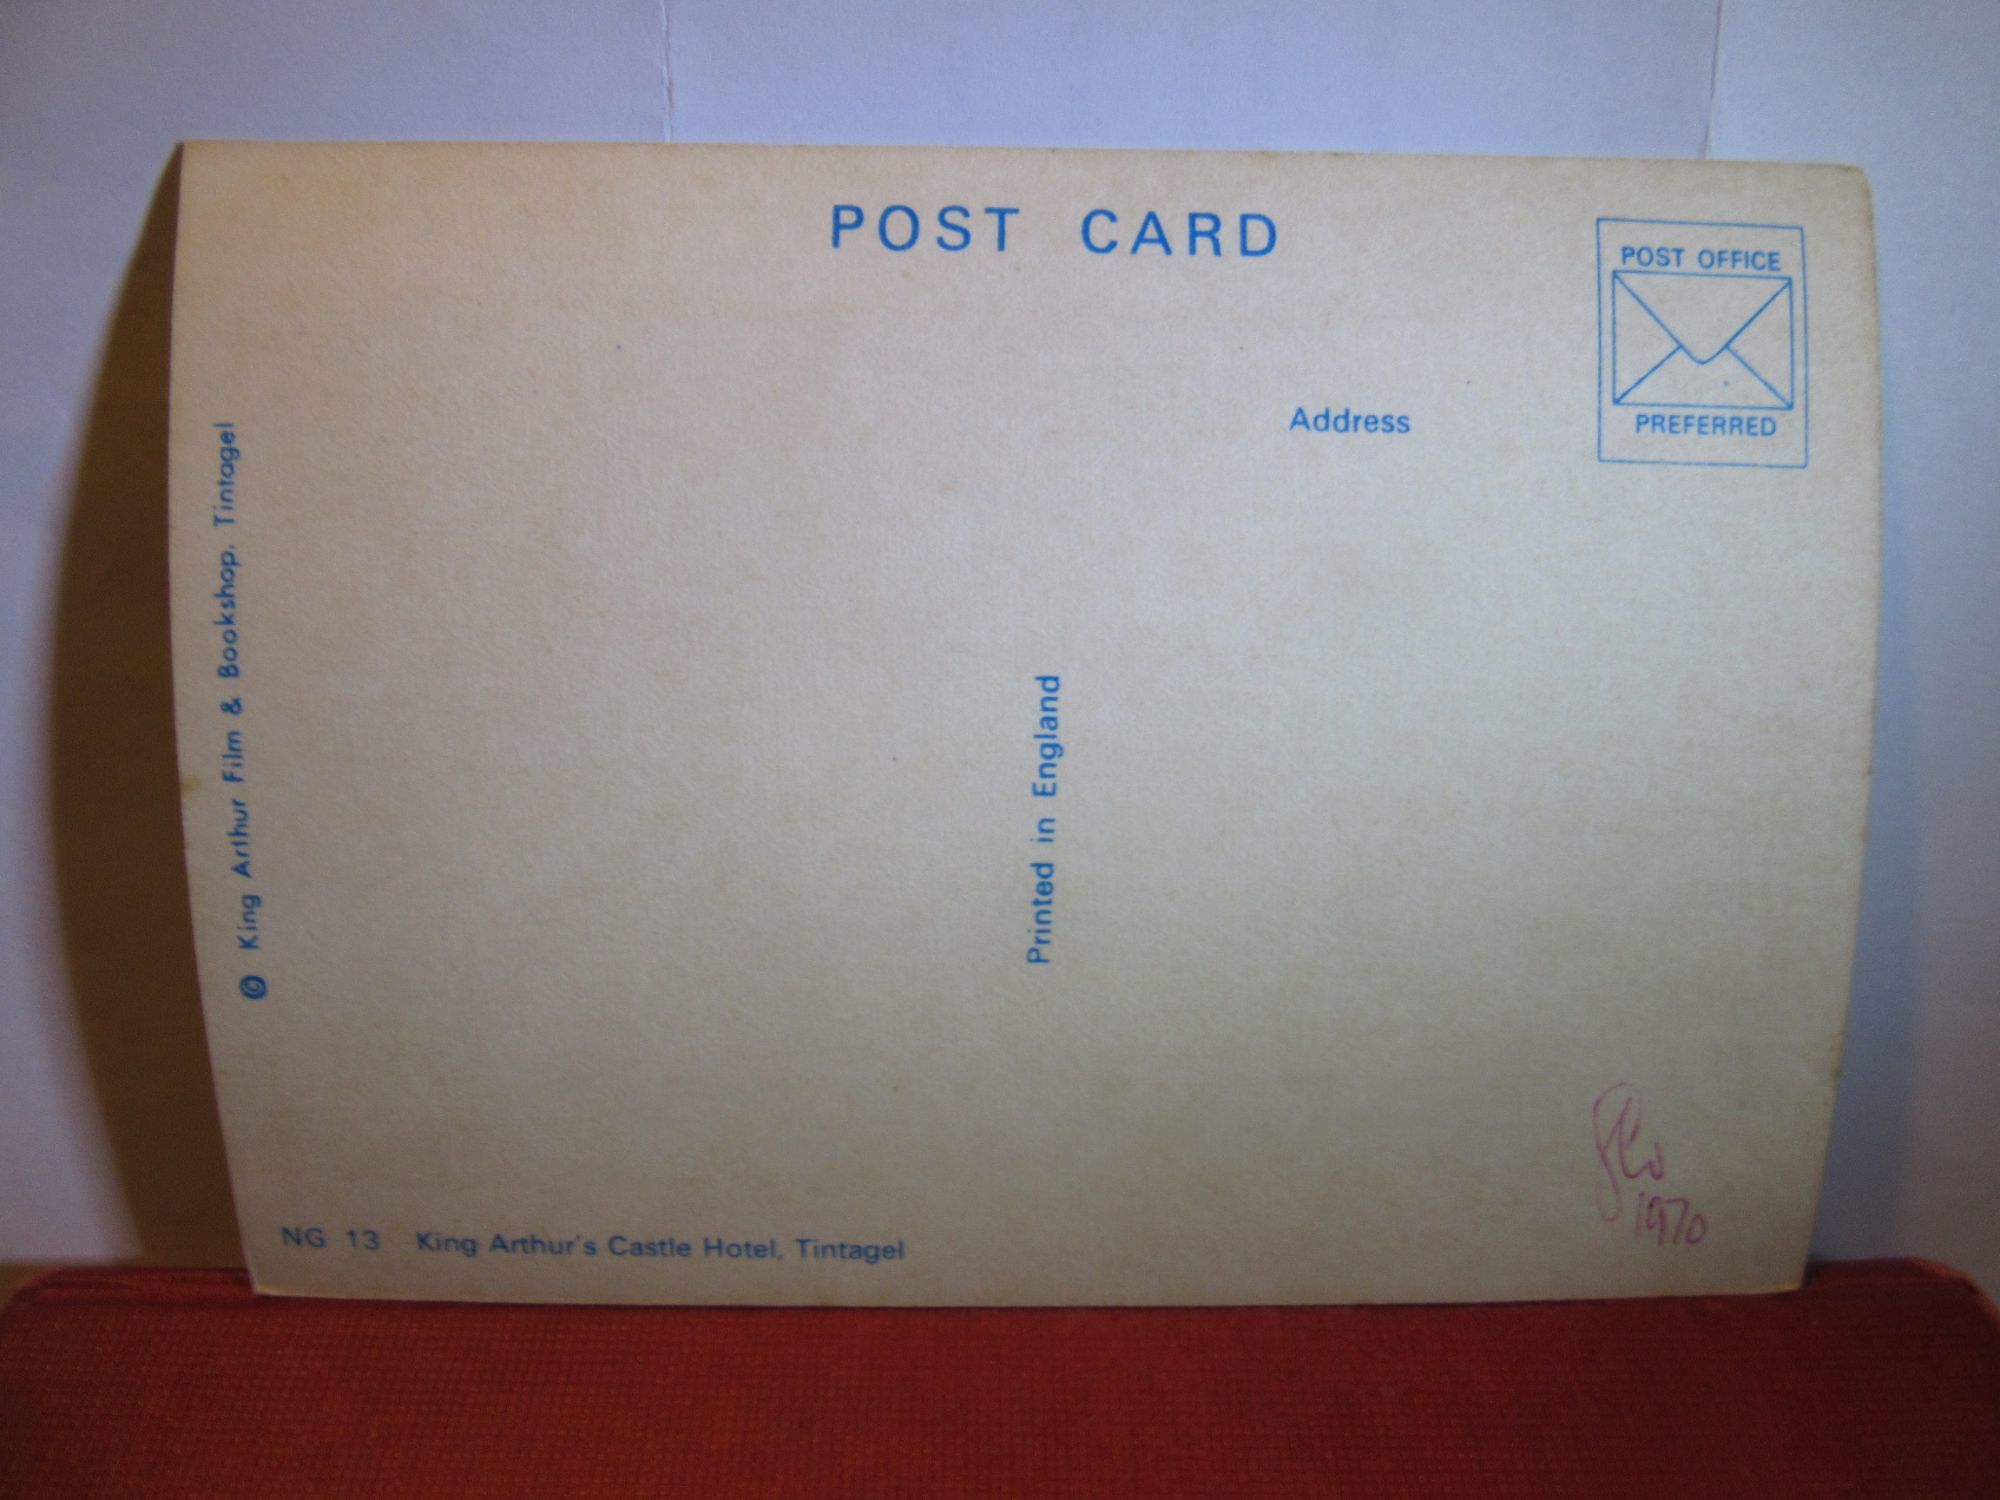 POST CARD
POST OFFICE
PREFERRED
Address
© King Arthur Film & Bookshop, Tintagel
Printed in England
NG 13 King Arthur's Castle Hotel, Tintagel
1970